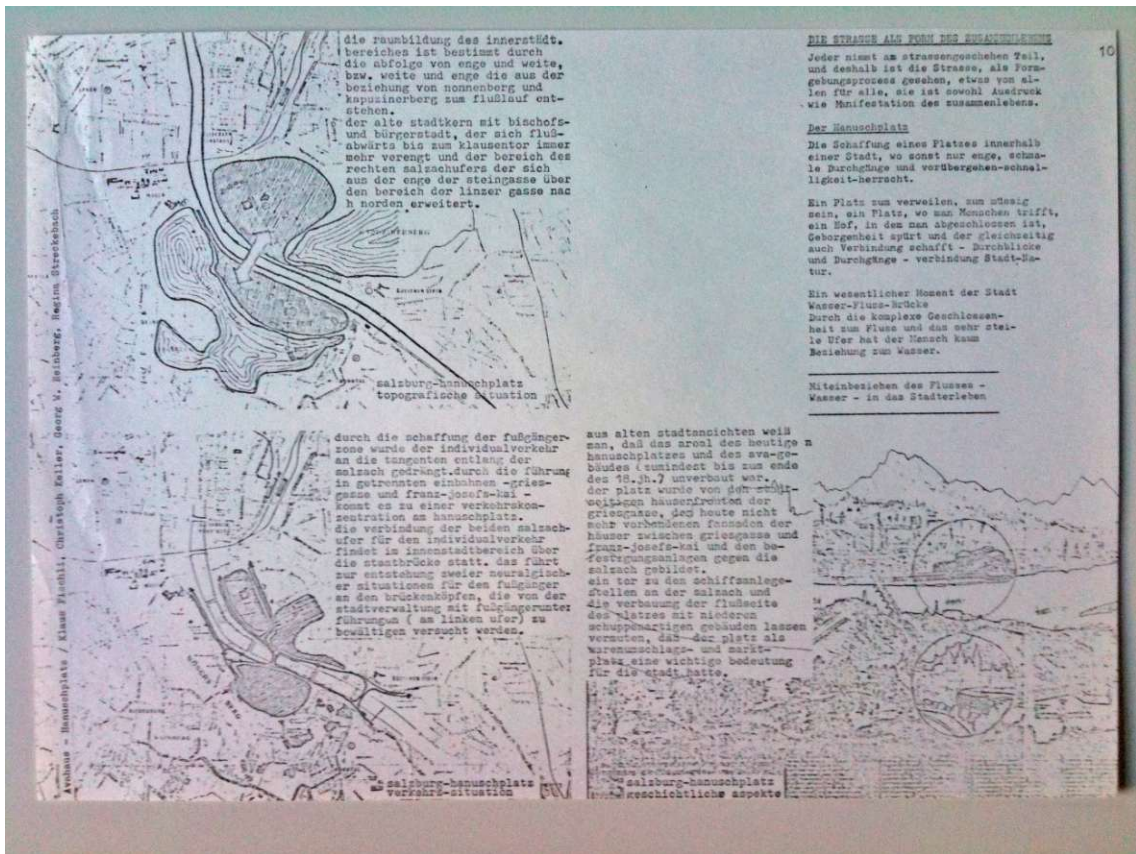 die raumbildung des innerstädt.
bereiches ist bestimmt durch
die abfolge von enge und weite,
bzw. weite und enge die aus der
beziehung von nonnenberg und
kapuzinerberg zum flußlauf ent-
stehen.
der alte stadtkern mit bischofs-
und bürgerstadt, der sich fluß-
abwärts bis zum klausentor immer
mehr verengt und der bereich des
rechten salzachufers der sich
aus der enge der steingasse über
den bereich der linzer gasse nac
h norden erweitert.
salzburg-hanuschplatz
topografische situation
DIE STRASSE ALS FORM DES ZUSAMMENLEBENS
10
Jeder nimmt am strassengeschehen Teil,
und deshalb ist die Strasse, als Form-
gebungsprozess gesehen, etwas von al-
len für alle, sie ist sowohl Ausdruck
wie Manifestation des zusammenlebens.
Der Hanuschplatz
Die Schaffung eines Platzes innerhalb
einer Stadt, wo sonst nur enge, schma-
le Durchgänge und vorübergehen-schnel-
ligkeit-herrscht.
Ein Platz zum verweilen, zum müssig
sein, ein Platz, wo man Menschen trifft,
ein Hof, in dem man abgeschlossen ist,
Geborgenheit spürt und der gleichzeitig
auch Verbindung schafft - Durchblicke
und Durchgänge - verbindung Stadt-Na-
tur.
Ein wesentlicher Moment der Stadt
Wasser-Fluss-Brücke
Durch die komplexe Geschlossen-
heit zum Fluss und das sehr stei-
le Ufer hat der Mensch kaum
Beziehung zum Wasser.
Miteinbeziehen des Flusses -
Wasser - in das Stadterleben
durch die schaffung der fußgänger-
zone wurde der individualverkehr
an die tangenten entlang der
salzach gedrängt.durch die führung
in getrennten einbahnen -gries-
gasse und franz-josefs-kai -
kommt es zu einer verkehrskon-
zentration am hanuschplatz.
die verbindung der beiden salzach-
ufer für den individualverkehr
findet im innenstadtbereich über
die staatbrücke statt. das führt
zur entstehung zweier neuralgisch-
er situationen für den fußgänger
an den brückenköpfen, die von der
stadtverwaltung mit fußgängerunter
führungen ( am linken ufer) zu
bewältigen versucht werden.
salzburg-hanuschplatz
verkehrs-situation
aus alten stadtansichten weiß
man, daß das areal des heutige n
hanuschplatzes und des ava-ge-
bäudes (zumindest bis zum ende
des 18.jh.7 unverbaut war.
der platz wurde von den
häuserfronten der
griesgasse, den heute nicht
mehr vorhandenen fassaden der
häuser zwischen griesgasse und
franz-josefs-kai und den be-
festigungsanlagen gegen die
salzach gebildet.
ein tor zu den schiffsanlege-
stellen an der salzach und
die verbauung der flußseite
des platzes mit niederen
schuppenartigen gebäuden lassen
vermuten, daß der platz als
warenumschlags- und markt-
platz eine wichtige bedeutung
für die stadt hatte.
salzburg-hanuschplatz
geschichtliche aspekte
Avahaus - Hanuschplatz / Klaus Fischli, Christoph Kaller, Georg W. Reinberg, Regina Streckebach